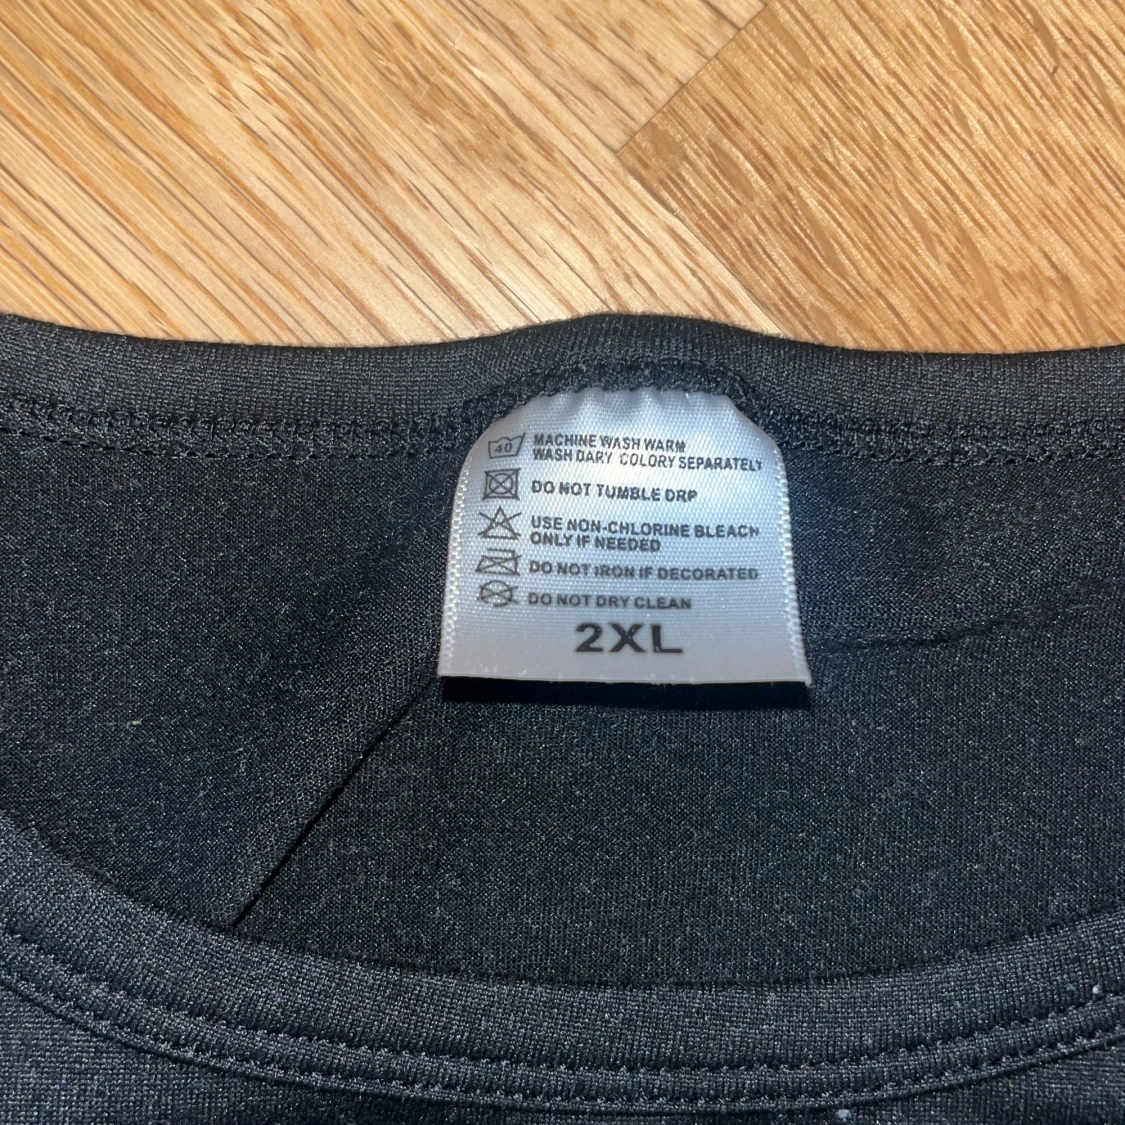 40 MACHINE WASH WARM
WASH DARY COLORY SEPARATELY
DO NOT TUMBLE DRP
USE NON-CHLORINE BLEACH
ONLY IF NEEDED
DO NOT IRON IF DECORATED
DO NOT DRY CLEAN
2XL